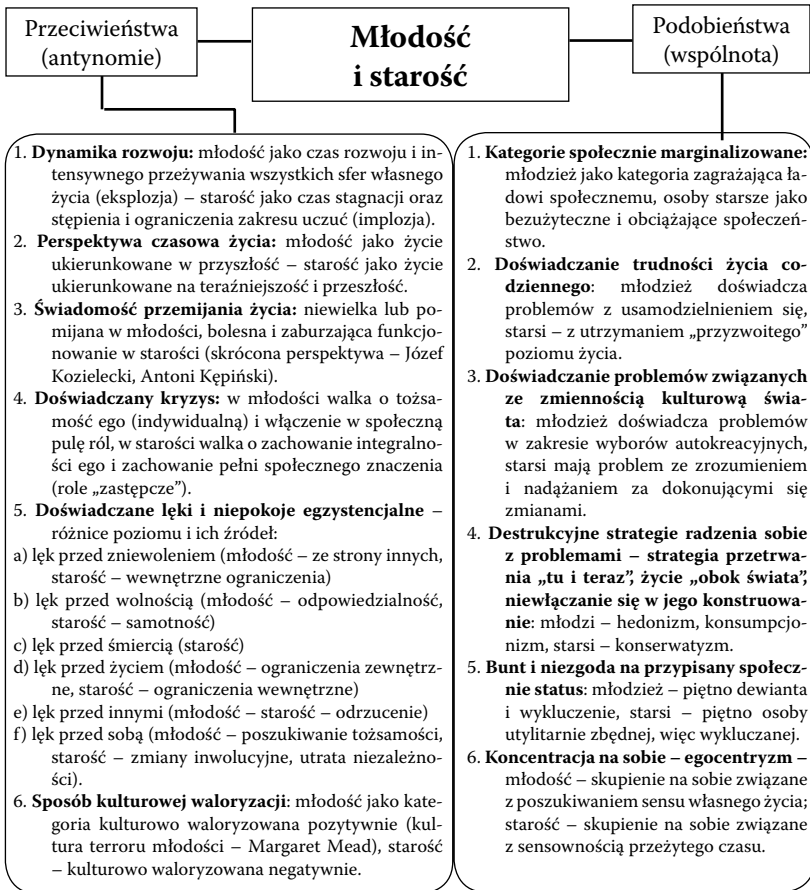 Przeciwieństwa
(antynomie)
Młodość
i starość
Podobieństwa
(wspólnota)
1. Dynamika rozwoju: młodość jako czas rozwoju i in-
tensywnego przeżywania wszystkich sfer własnego
życia (eksplozja) – starość jako czas stagnacji oraz
stępienia i ograniczenia zakresu uczuć (implozja).
2. Perspektywa czasowa życia: młodość jako życie
ukierunkowane w przyszłość – starość jako życie
ukierunkowane na teraźniejszość i przeszłość.
3. Świadomość przemijania życia: niewielka lub po-
mijana w młodości, bolesna i zaburzająca funkcjo-
nowanie w starości (skrócona perspektywa – Józef
Kozielecki, Antoni Kępiński).
4. Doświadczany kryzys: w młodości walka o tożsa-
mość ego (indywidualną) i włączenie w społeczną
pulę ról, w starości walka o zachowanie integralno-
ści ego i zachowanie pełni społecznego znaczenia
(role „zastępcze”).
5. Doświadczane lęki i niepokoje egzystencjalne –
różnice poziomu i ich źródeł:
a) lęk przed zniewoleniem (młodość – ze strony innych,
starość – wewnętrzne ograniczenia)
b) lęk przed wolnością (młodość – odpowiedzialność,
starość – samotność)
c) lęk przed śmiercią (starość)
d) lęk przed życiem (młodość – ograniczenia zewnętrz-
ne, starość – ograniczenia wewnętrzne)
e) lęk przed innymi (młodość – starość – odrzucenie)
f) lęk przed sobą (młodość – poszukiwanie tożsamości,
starość – zmiany inwolucyjne, utrata niezależno-
ści).
6. Sposób kulturowej waloryzacji: młodość jako kate-
goria kulturowo waloryzowana pozytywnie (kul-
tura terroru młodości – Margaret Mead), starość
– kulturowo waloryzowana negatywnie.
1. Kategorie społecznie marginalizowane:
młodzież jako kategoria zagrażająca ła-
dowi społecznemu, osoby starsze jako
bezużyteczne i obciążające społeczeń-
stwo.
2. Doświadczanie trudności życia co-
dziennego: młodzież doświadcza
problemów z usamodzielnieniem się,
starsi – z utrzymaniem „przyzwoitego”
poziomu życia.
3. Doświadczanie problemów związanych
ze zmiennością kulturową świa-
ta: młodzież doświadcza problemów
w zakresie wyborów autokreacyjnych,
starsi mają problem ze zrozumieniem
i nadążaniem za dokonującymi się
zmianami.
4. Destrukcyjne strategie radzenia sobie
z problemami – strategia przetrwa-
nia „tu i teraz”, życie „obok świata”,
niewłączanie się w jego konstruowa-
nie: młodzi – hedonizm, konsumpcjo-
nizm, starsi – konserwatyzm.
5. Bunt i niezgoda na przypisany społecz-
nie status: młodzież – piętno dewianta
i wykluczenie, starsi – piętno osoby
utylitarnie zbędnej, więc wykluczanej.
6. Koncentracja na sobie – egocentryzm –
młodość – skupienie na sobie związane
z poszukiwaniem sensu własnego życia;
starość – skupienie na sobie związane
z sensownością przeżytego czasu.